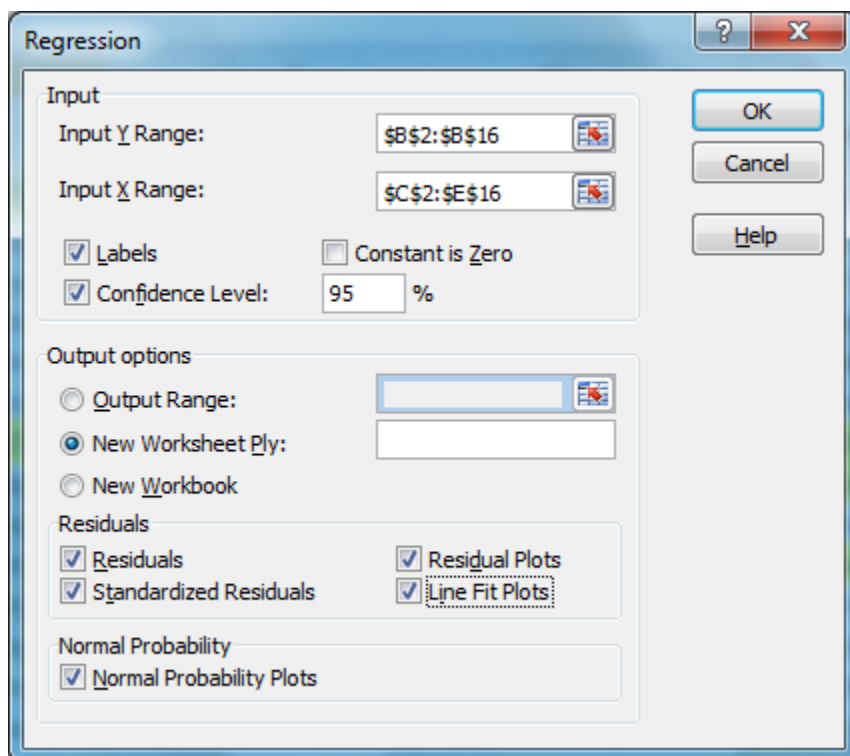 Regression
Input
Input Y Range: $B$2:$B$16
Input X Range: $C$2:$E$16
Labels Constant is Zero
Confidence Level: 95 %
OK
Cancel
Help
Output options
Output Range:
New Worksheet Ply:
New Workbook
Residuals
Residuals Residual Plots
Standardized Residuals Line Fit Plots
Normal Probability
Normal Probability Plots